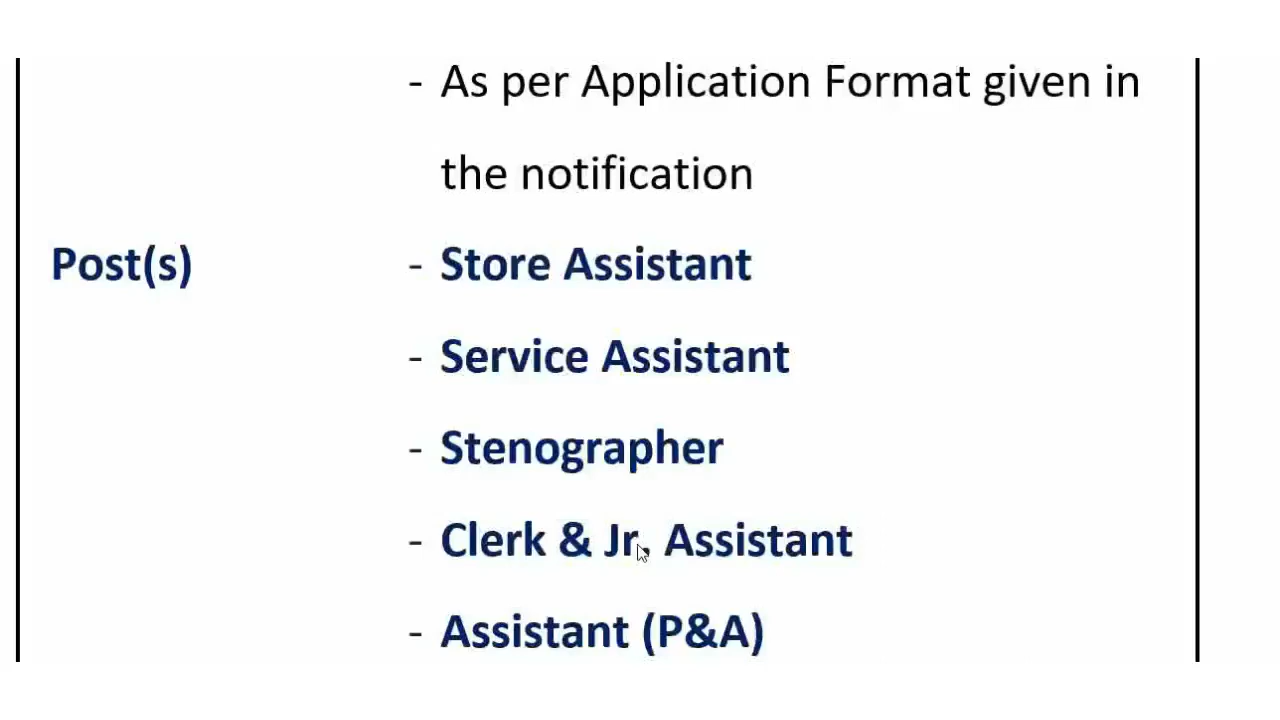 - As per Application Format given in
the notification
Post(s) - Store Assistant
- Service Assistant
- Stenographer
- Clerk & Jr. Assistant
- Assistant (P&A)